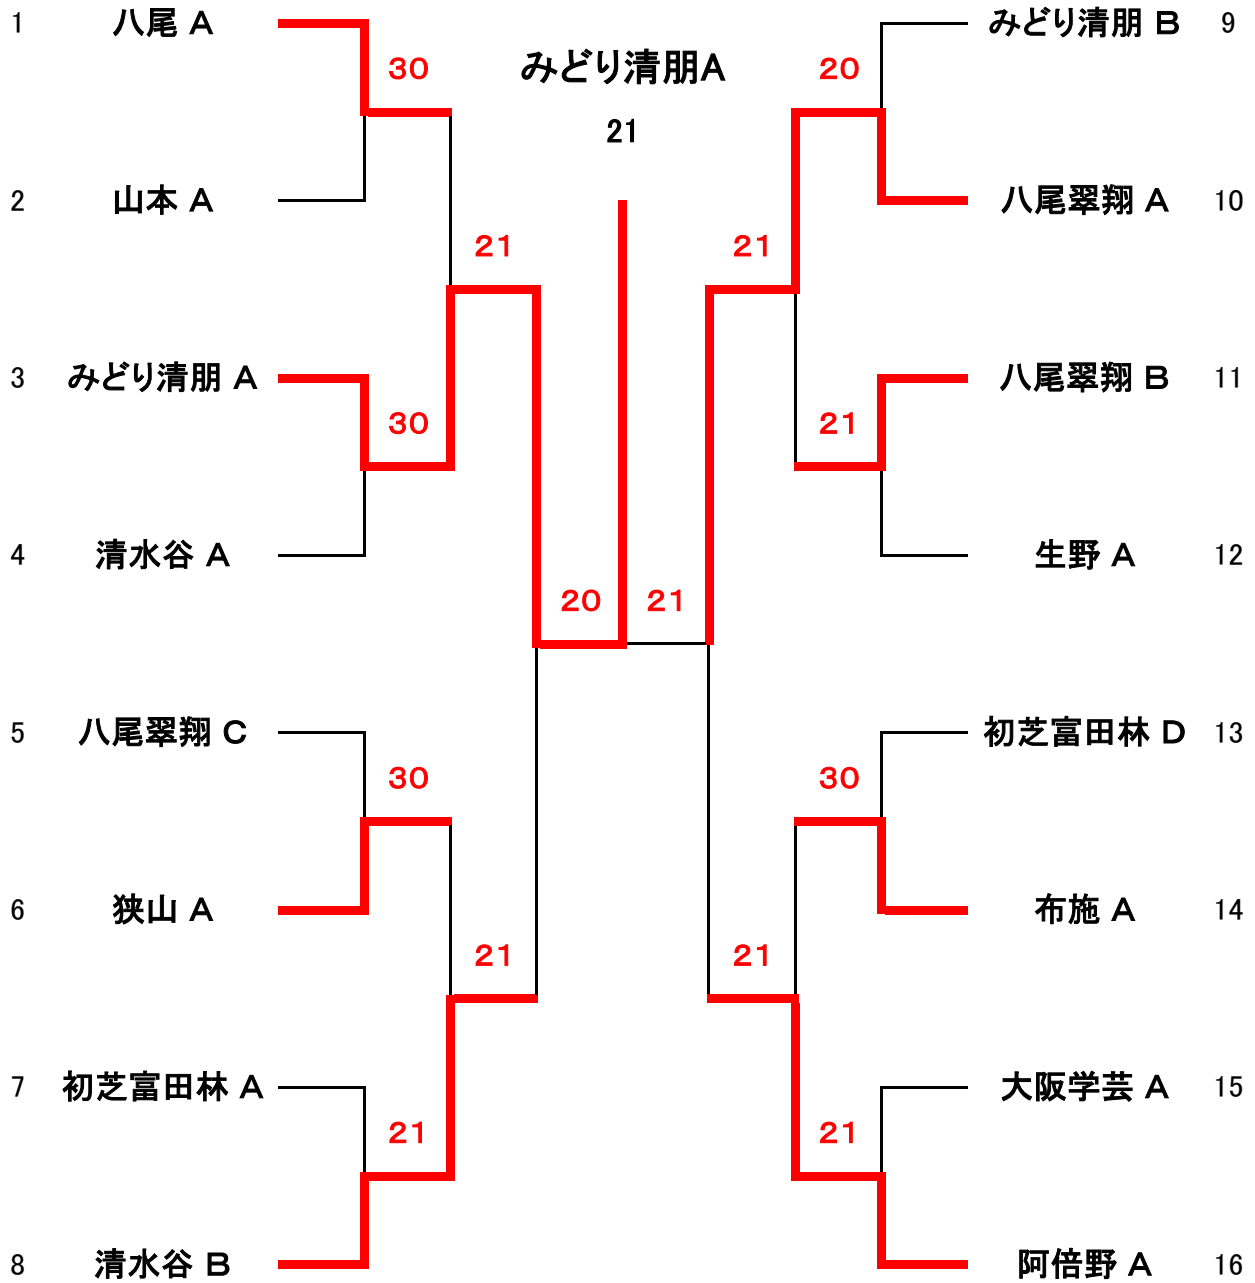 1 八尾 A
30
2 山本 A
21
3 みどり清朋 A
30
4 清水谷 A
20
5 八尾翠翔 C
30
6 狭山 A
21
7 初芝富田林 A
21
8 清水谷 B
みどり清朋A
21
みどり清朋 B 9
20
八尾翠翔 A 10
21
八尾翠翔 B 11
21
生野 A 12
21
初芝富田林 D 13
30
布施 A 14
21
大阪学芸 A 15
21
阿倍野 A 16